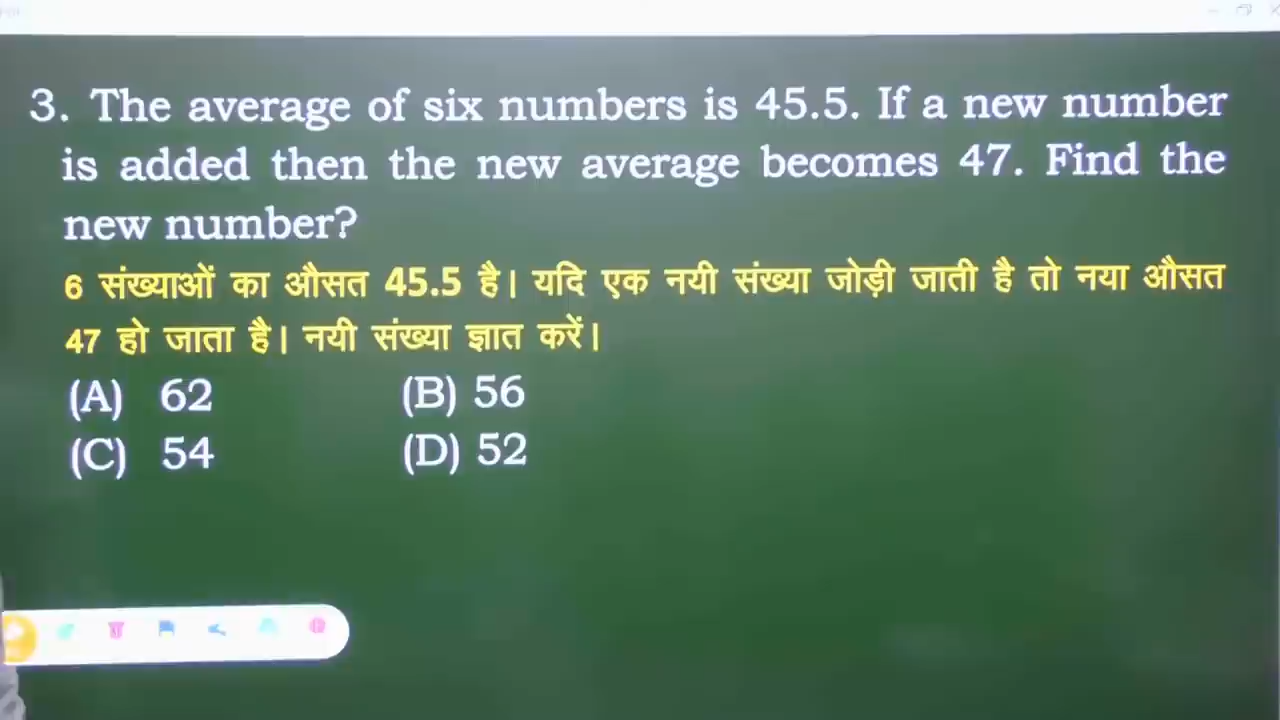 3. The average of six numbers is 45.5. If a new number
is added then the new average becomes 47. Find the
new number?
6 संख्याओं का औसत 45.5 है। यदि एक नयी संख्या जोड़ी जाती है तो नया औसत
47 हो जाता है। नयी संख्या ज्ञात करें।
(A) 62 (B) 56
(C) 54 (D) 52